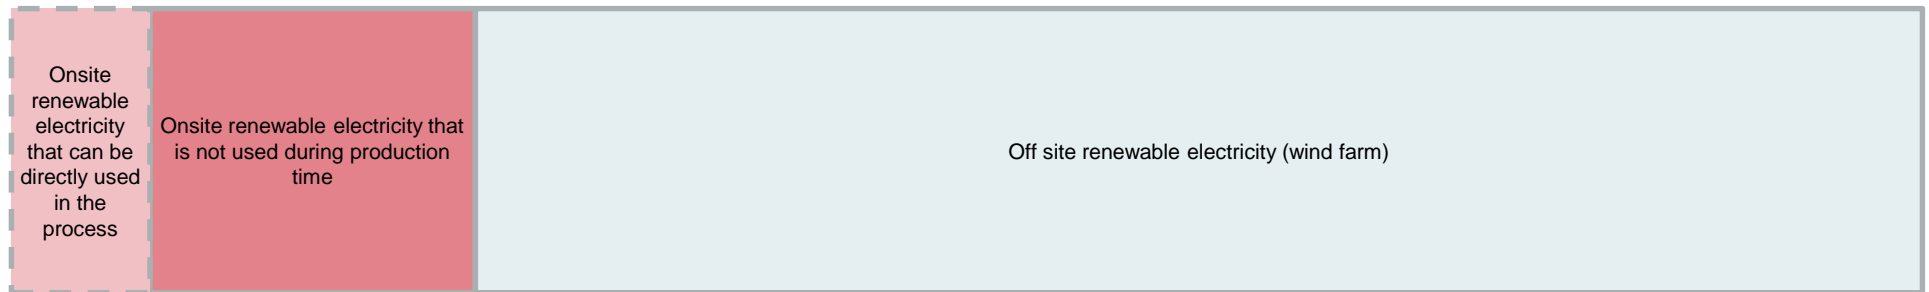 Onsite
renewable
electricity
that can be
directly used
in the
process
Onsite renewable electricity that
is not used during production
time
Off site renewable electricity (wind farm)